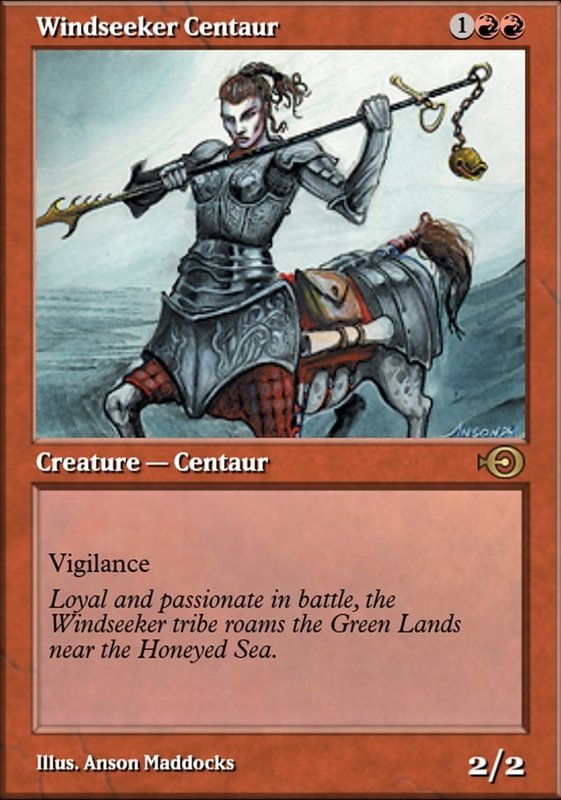 Windseeker Centaur 1
Creature — Centaur
Vigilance
Loyal and passionate in battle, the
Windseeker tribe roams the Green Lands
near the Honeyed Sea.
Illus. Anson Maddocks
2/2